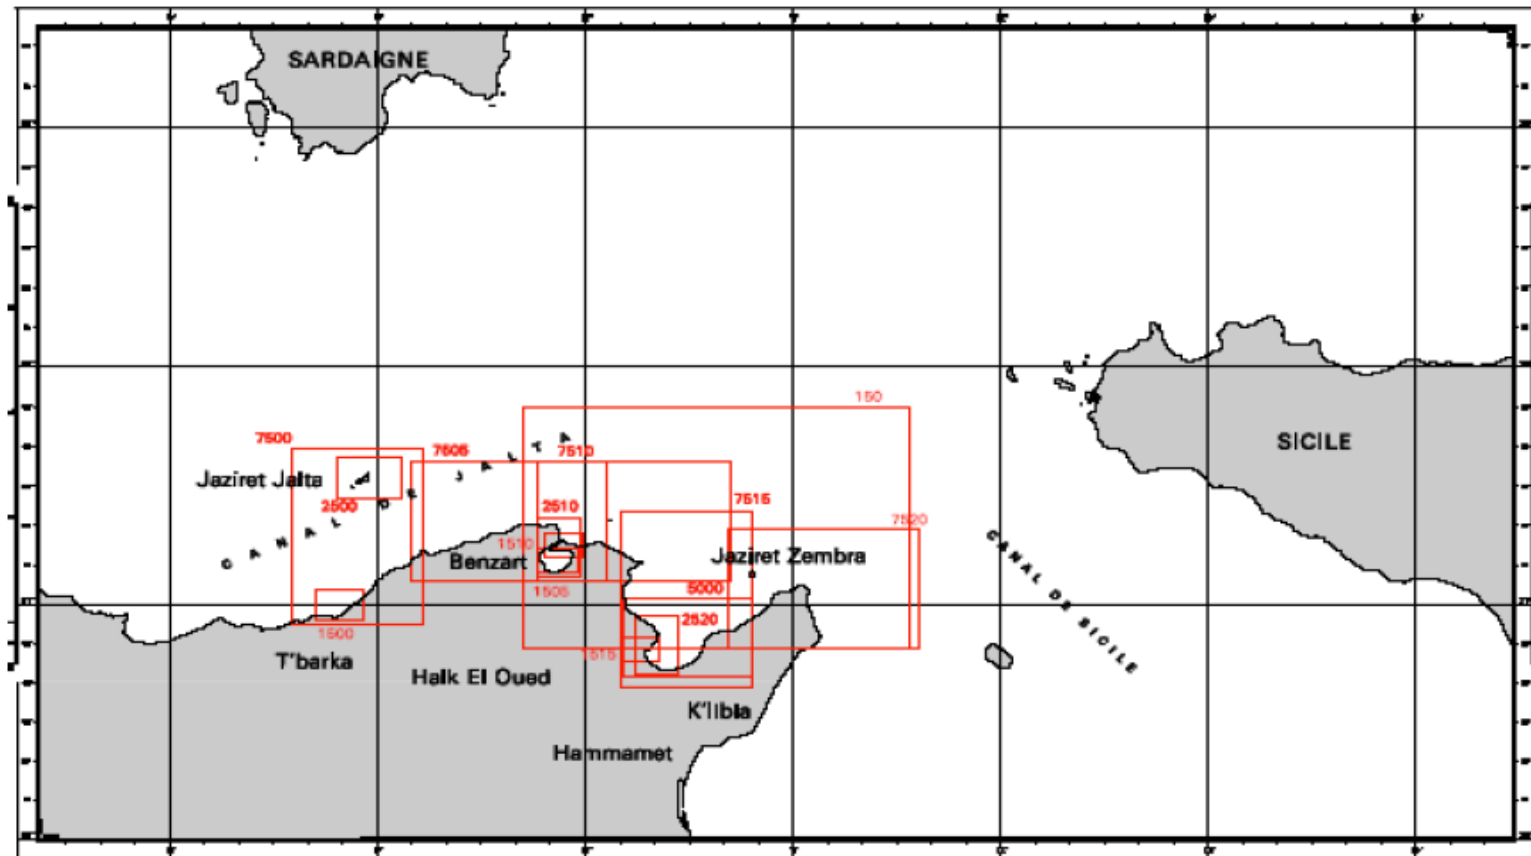 SARDAIGNE
150
7500
7505
CANAL DE JALTA
7510
SICILE
Jaziret Jalta
2500
2510
7515
7520
1510
Benzart
Jaziret Zembra
CANAL DE SICILE
1505
5000
2520
1500
1515
T'barka
Halk El Oued
K'libia
Hammamet